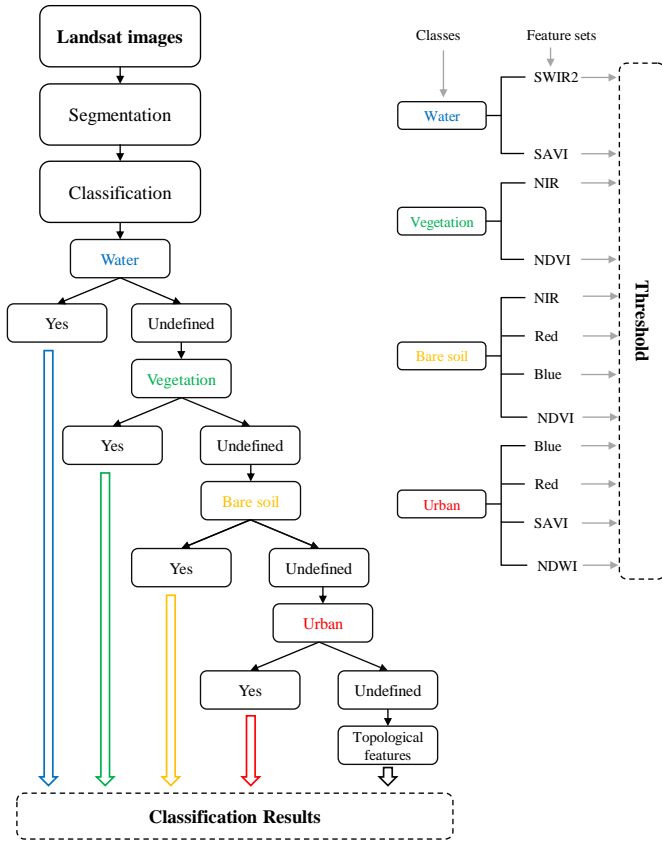 Landsat images
Segmentation
Classification
Water
Yes
Undefined
Vegetation
Yes
Undefined
Bare soil
Yes
Undefined
Urban
Yes
Undefined
Topological
features
Classification Results
Classes
Feature sets
Water
SWIR2
SAVI
Vegetation
NIR
NDVI
Bare soil
NIR
Red
Blue
NDVI
Urban
Blue
Red
SAVI
NDWI
Threshold